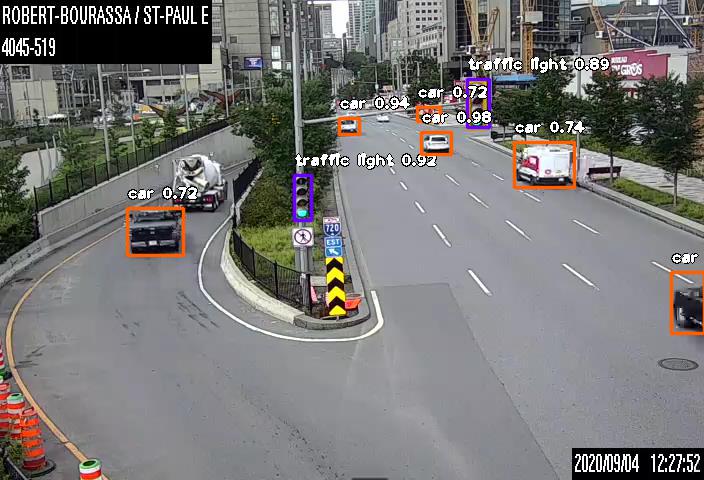 ROBERT-BOURASSA / ST-PAUL E
4045-519
traffic light 0.89
car 0.72
car 0.94
car 0.98
car 0.74
traffic light 0.92
car 0.72
car
720
EST
2020/09/04 12:27:52